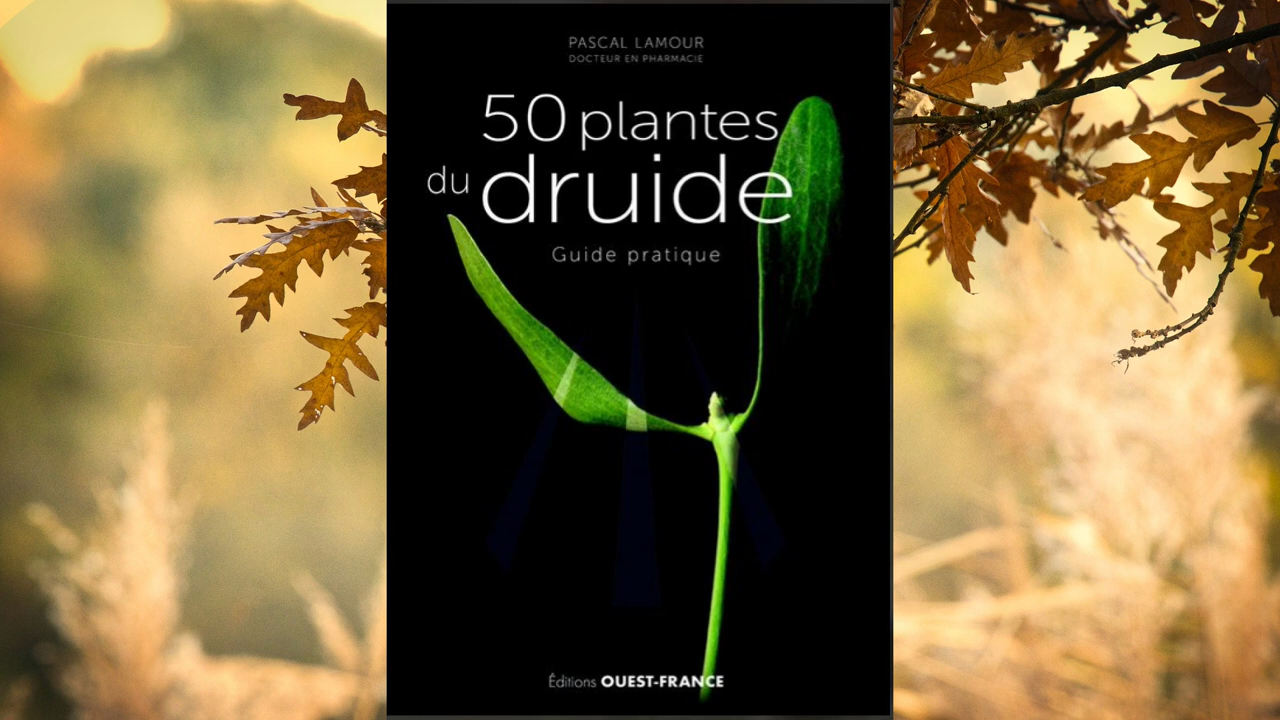 PASCAL LAMOUR
DOCTEUR EN PHARMACIE
50 plantes
du druide
Guide pratique
Éditions OUEST-FRANCE